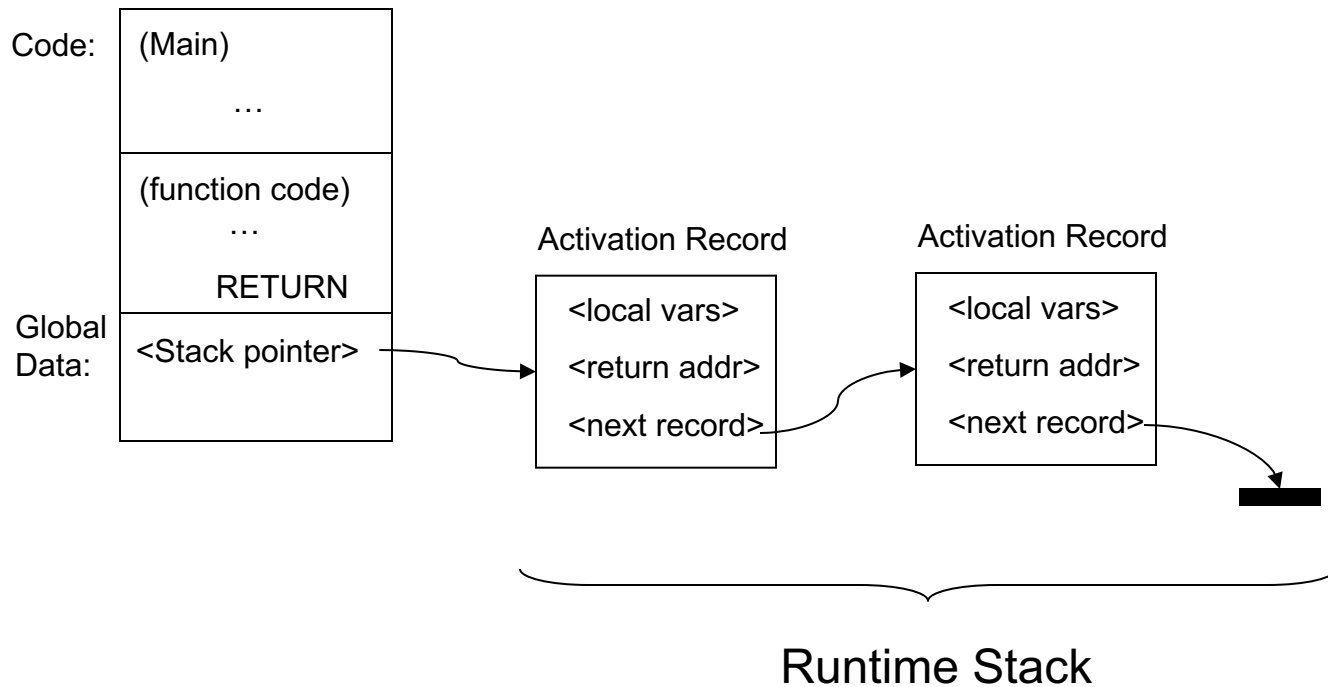 Code:
(Main)
…
(function code)
…
RETURN
Global
Data:
<Stack pointer>
Activation Record
<local vars>
<return addr>
<next record>
Activation Record
<local vars>
<return addr>
<next record>
Runtime Stack